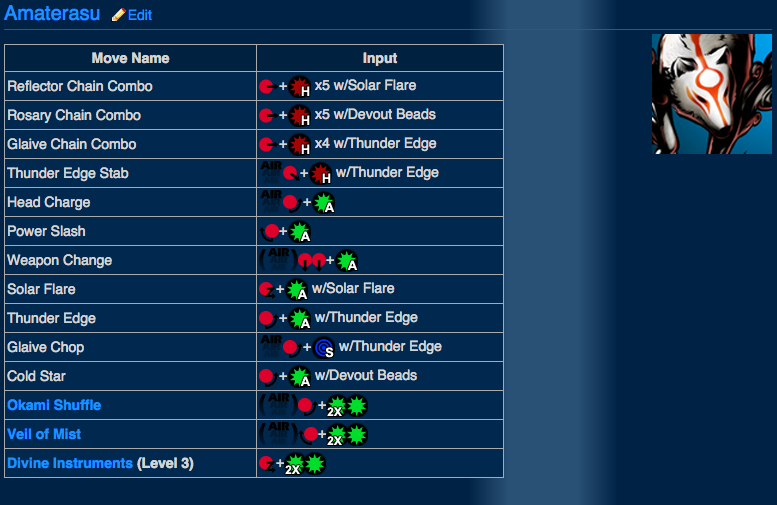 Amaterasu Edit
Move Name Input
Reflector Chain Combo + H x5 w/Solar Flare
Rosary Chain Combo + H x5 w/Devout Beads
Glaive Chain Combo + H x4 w/Thunder Edge
Thunder Edge Stab AIR + H w/Thunder Edge
Head Charge AIR + A
Power Slash + A
Weapon Change (AIR) + A
Solar Flare + A w/Solar Flare
Thunder Edge + A w/Thunder Edge
Glaive Chop AIR + S w/Thunder Edge
Cold Star + A w/Devout Beads
Okami Shuffle (AIR) + 2X
Veil of Mist (AIR) + 2X
Divine Instruments (Level 3) + 2X